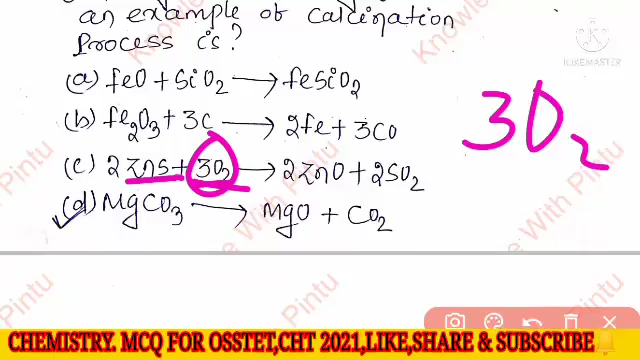 an example of calcination
Process is?
(a) FeO + SiO₂ → FeSiO₂
(b) Fe₂O₃ + 3C → 2Fe + 3CO
3O₂
(c) 2ZnS + 3O₂ → 2ZnO + 2SO₂
(d) MgCO₃ → MgO + CO₂
KINEMASTER
CHEMISTRY. MCQ FOR OSSTET,CHT 2021,LIKE,SHARE & SUBSCRIBE🔔